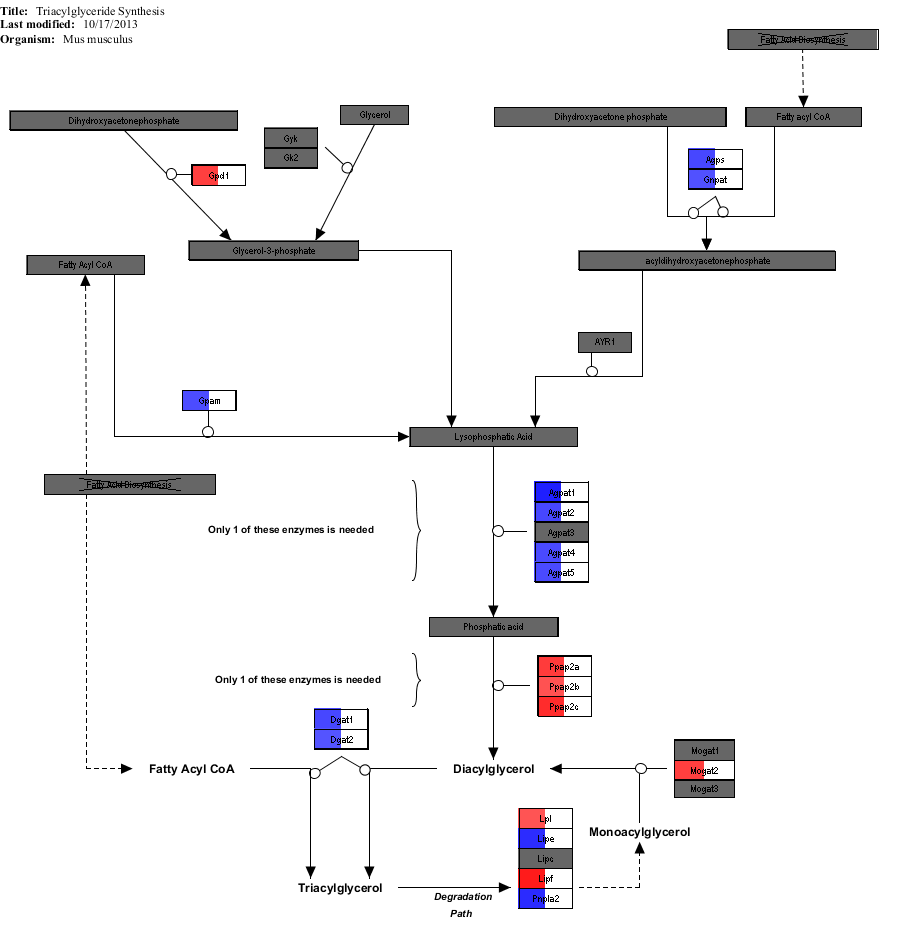 Title: Triacylglyceride Synthesis
Last modified: 10/17/2013
Organism: Mus musculus
Fatty Acid Biosynthesis
Dihydroxyacetonephosphate
Glycerol
Dihydroxyacetone phosphate
Fatty acyl CoA
Gyk
Gk2
Gpd1
Agps
Gnpat
Glycerol-3-phosphate
Fatty Acyl CoA
acyldihydroxyacetonephosphate
AYR1
Gpam
Lysophosphatic Acid
Fatty Acid Biosynthesis
Only 1 of these enzymes is needed
Agpat1
Agpat2
Agpat3
Agpat4
Agpat5
Phosphatic acid
Only 1 of these enzymes is needed
Ppap2a
Ppap2b
Ppap2c
Dgat1
Dgat2
Fatty Acyl CoA
Diacylglycerol
Mogat1
Mogat2
Mogat3
Monoacylglycerol
Lpl
Lipe
Lipc
Lipf
Pnpla2
Triacylglycerol
Degradation
Path